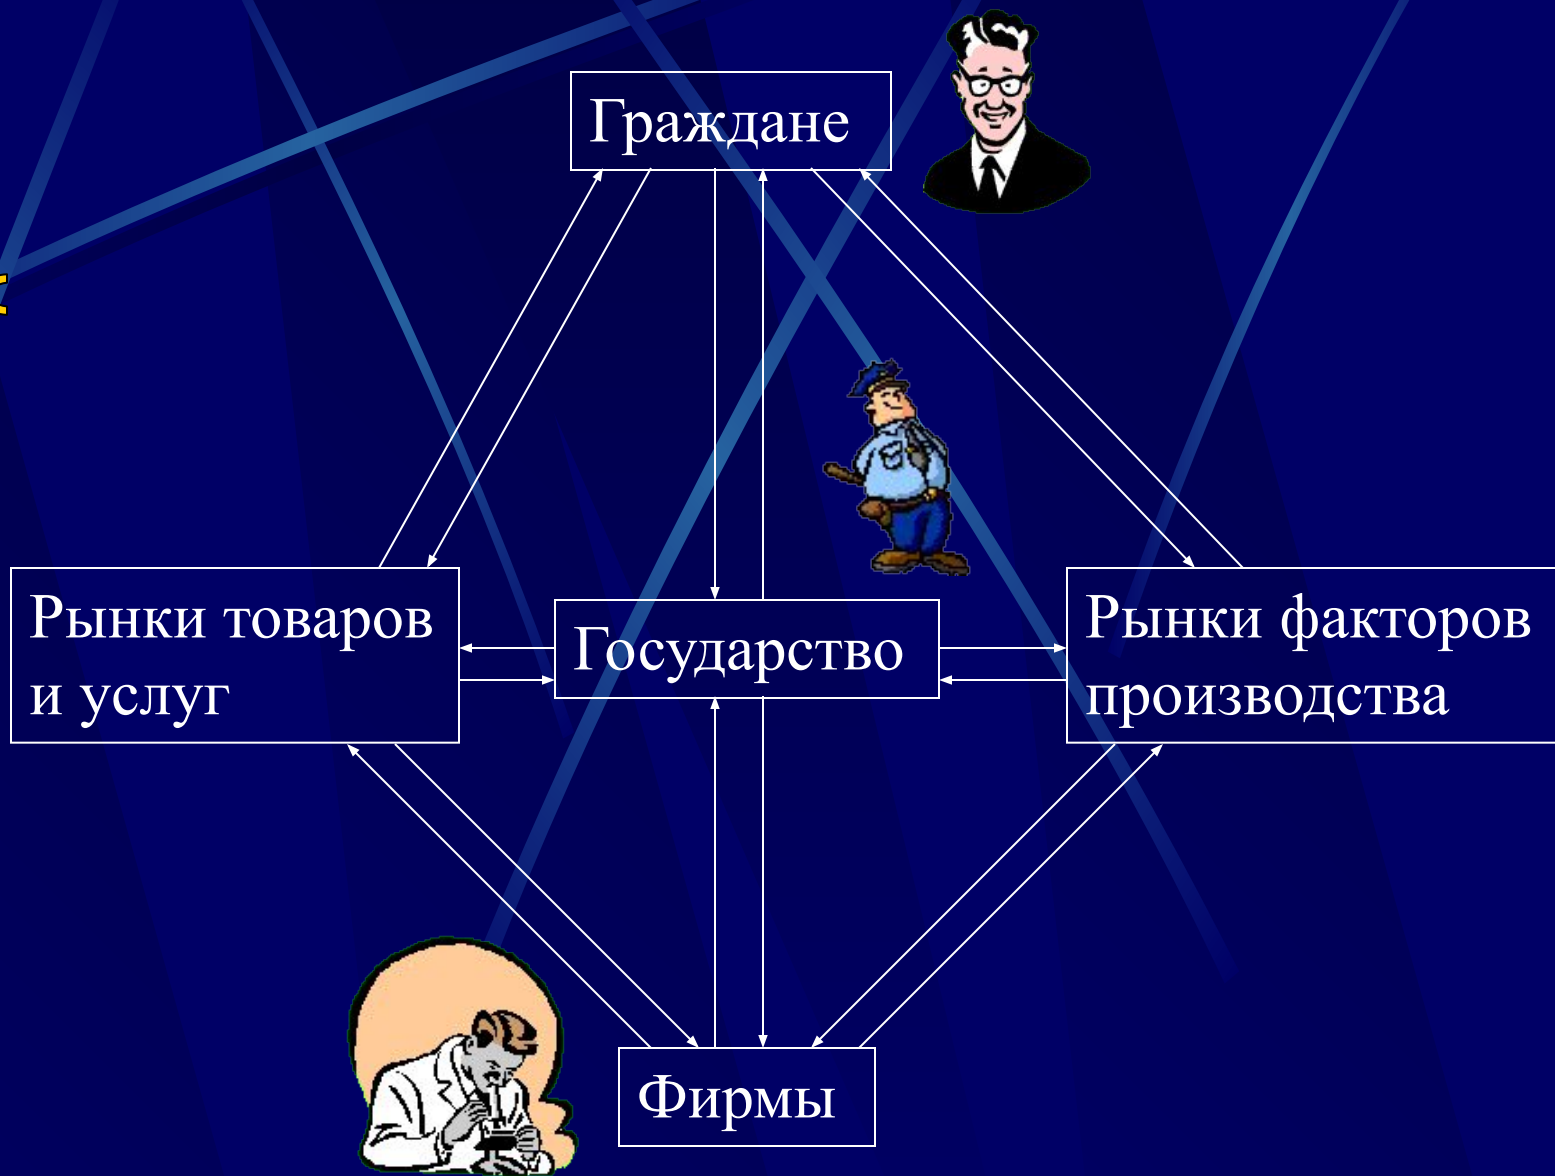 Граждане
Рынки товаров
и услуг
Государство
Рынки факторов
производства
Фирмы